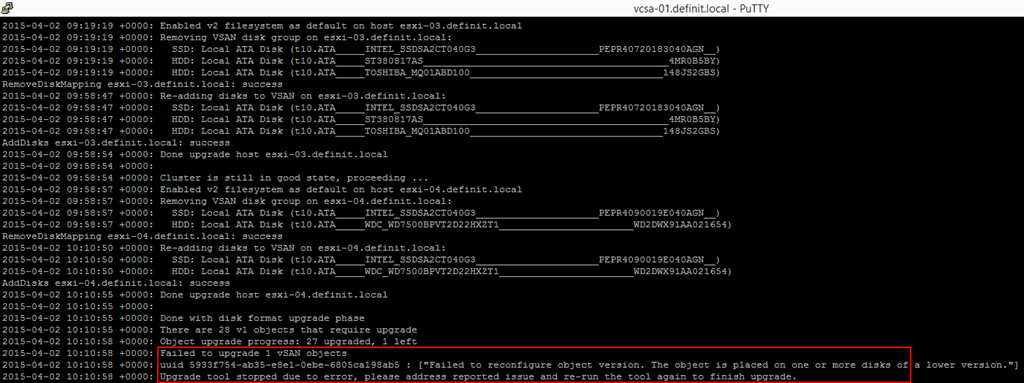 vcsa-01.definit.local - PuTTY
2015-04-02 09:19:19 +0000: Enabled v2 filesystem as default on host esxi-03.definit.local
2015-04-02 09:19:19 +0000: Removing VSAN disk group on esxi-03.definit.local:
2015-04-02 09:19:19 +0000:   SSD: Local ATA Disk (t10.ATA_____INTEL_SSDSA2CT040G3______________________PEPR40720183040AGN__)
2015-04-02 09:19:19 +0000:   HDD: Local ATA Disk (t10.ATA_____ST380817AS____________________________________________4MR0B5BY)
2015-04-02 09:19:19 +0000:   HDD: Local ATA Disk (t10.ATA_____TOSHIBA_MQ01ABD100___________________________________148JS2GBS)
RemoveDiskMapping esxi-03.definit.local: success
2015-04-02 09:58:47 +0000: Re-adding disks to VSAN on esxi-03.definit.local:
2015-04-02 09:58:47 +0000:   SSD: Local ATA Disk (t10.ATA_____INTEL_SSDSA2CT040G3______________________PEPR40720183040AGN__)
2015-04-02 09:58:47 +0000:   HDD: Local ATA Disk (t10.ATA_____ST380817AS____________________________________________4MR0B5BY)
2015-04-02 09:58:47 +0000:   HDD: Local ATA Disk (t10.ATA_____TOSHIBA_MQ01ABD100___________________________________148JS2GBS)
AddDisks esxi-03.definit.local: success
2015-04-02 09:58:54 +0000: Done upgrade host esxi-03.definit.local
2015-04-02 09:58:54 +0000:
2015-04-02 09:58:57 +0000: Cluster is still in good state, proceeding ...
2015-04-02 09:58:57 +0000: Enabled v2 filesystem as default on host esxi-04.definit.local
2015-04-02 09:58:57 +0000: Removing VSAN disk group on esxi-04.definit.local:
2015-04-02 09:58:57 +0000:   SSD: Local ATA Disk (t10.ATA_____INTEL_SSDSA2CT040G3______________________PEPR4090019E040AGN__)
2015-04-02 09:58:57 +0000:   HDD: Local ATA Disk (t10.ATA_____WDC_WD7500BPVT2D22HXZT1________________________WD2DWX91AA021654)
RemoveDiskMapping esxi-04.definit.local: success
2015-04-02 10:10:50 +0000: Re-adding disks to VSAN on esxi-04.definit.local:
2015-04-02 10:10:50 +0000:   SSD: Local ATA Disk (t10.ATA_____INTEL_SSDSA2CT040G3______________________PEPR4090019E040AGN__)
2015-04-02 10:10:50 +0000:   HDD: Local ATA Disk (t10.ATA_____WDC_WD7500BPVT2D22HXZT1________________________WD2DWX91AA021654)
AddDisks esxi-04.definit.local: success
2015-04-02 10:10:55 +0000: Done upgrade host esxi-04.definit.local
2015-04-02 10:10:55 +0000:
2015-04-02 10:10:55 +0000: Done with disk format upgrade phase
2015-04-02 10:10:55 +0000: There are 28 v1 objects that require upgrade
2015-04-02 10:10:58 +0000: Object upgrade progress: 27 upgraded, 1 left
2015-04-02 10:10:58 +0000: Failed to upgrade 1 vSAN objects
2015-04-02 10:10:58 +0000: uuid 5933f754-ab35-e8e1-0ebe-6805ca198ab5 : ["Failed to reconfigure object version. The object is placed on one or more disks of a lower version."]
2015-04-02 10:10:58 +0000: Upgrade tool stopped due to error, please address reported issue and re-run the tool again to finish upgrade.